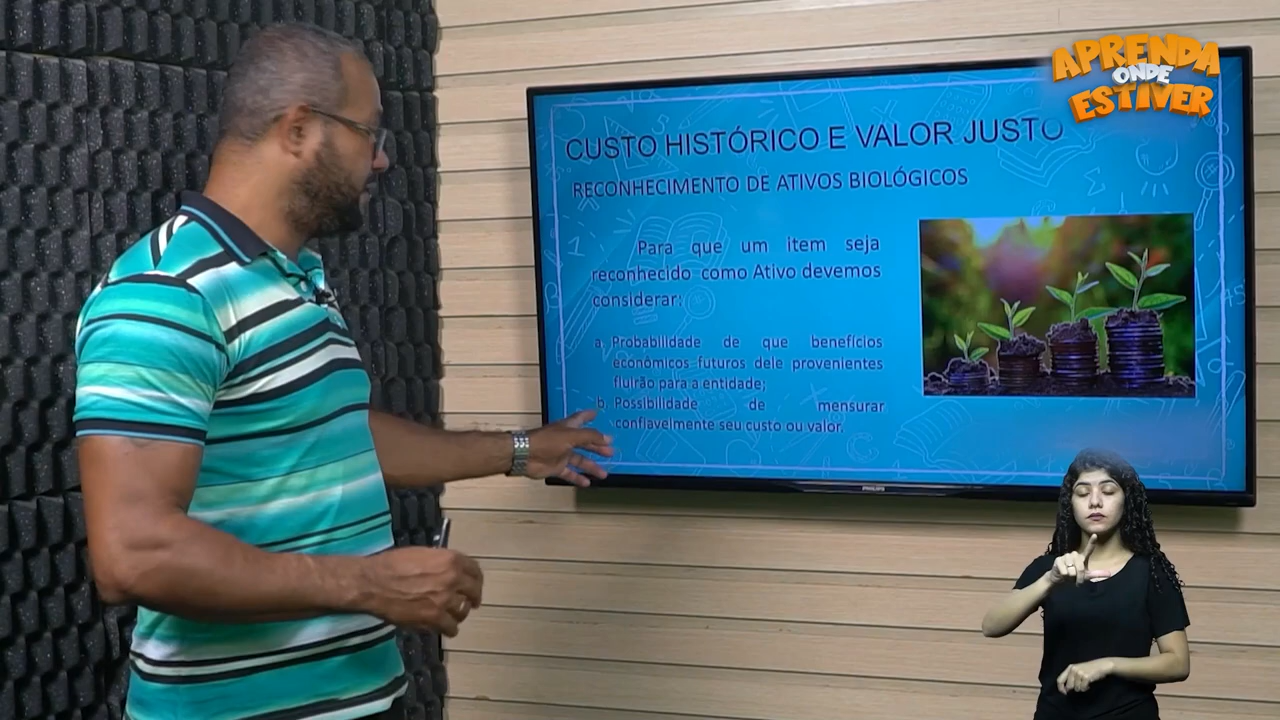 APRENDA
ONDE
ESTIVER
CUSTO HISTÓRICO E VALOR JUSTO
RECONHECIMENTO DE ATIVOS BIOLÓGICOS
Para que um item seja
reconhecido como Ativo devemos
considerar:
a. Probabilidade de que benefícios
econômicos futuros dele provenientes
fluirão para a entidade;
b. Possibilidade de mensurar
confiavelmente seu custo ou valor.
PHILIPS